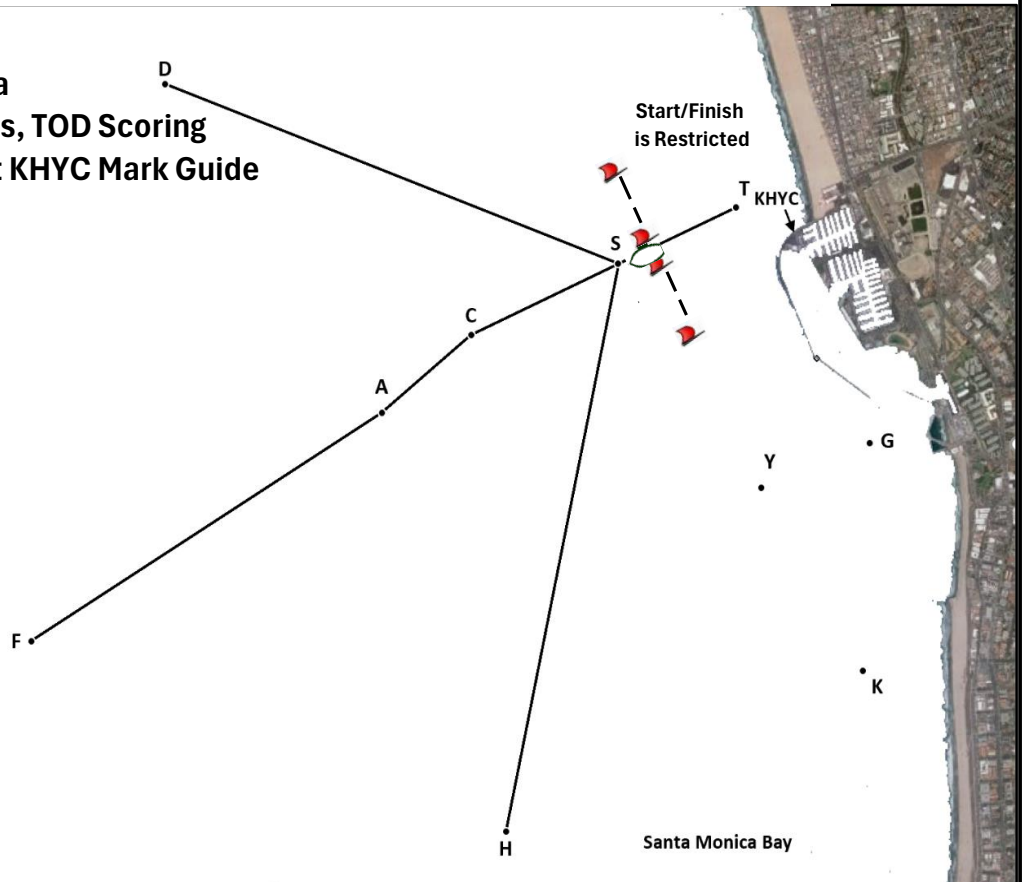 a
s, TOD Scoring
KHYC Mark Guide
D
Start/Finish
is Restricted
T
KHYC
S
C
A
G
Y
F
K
H
Santa Monica Bay